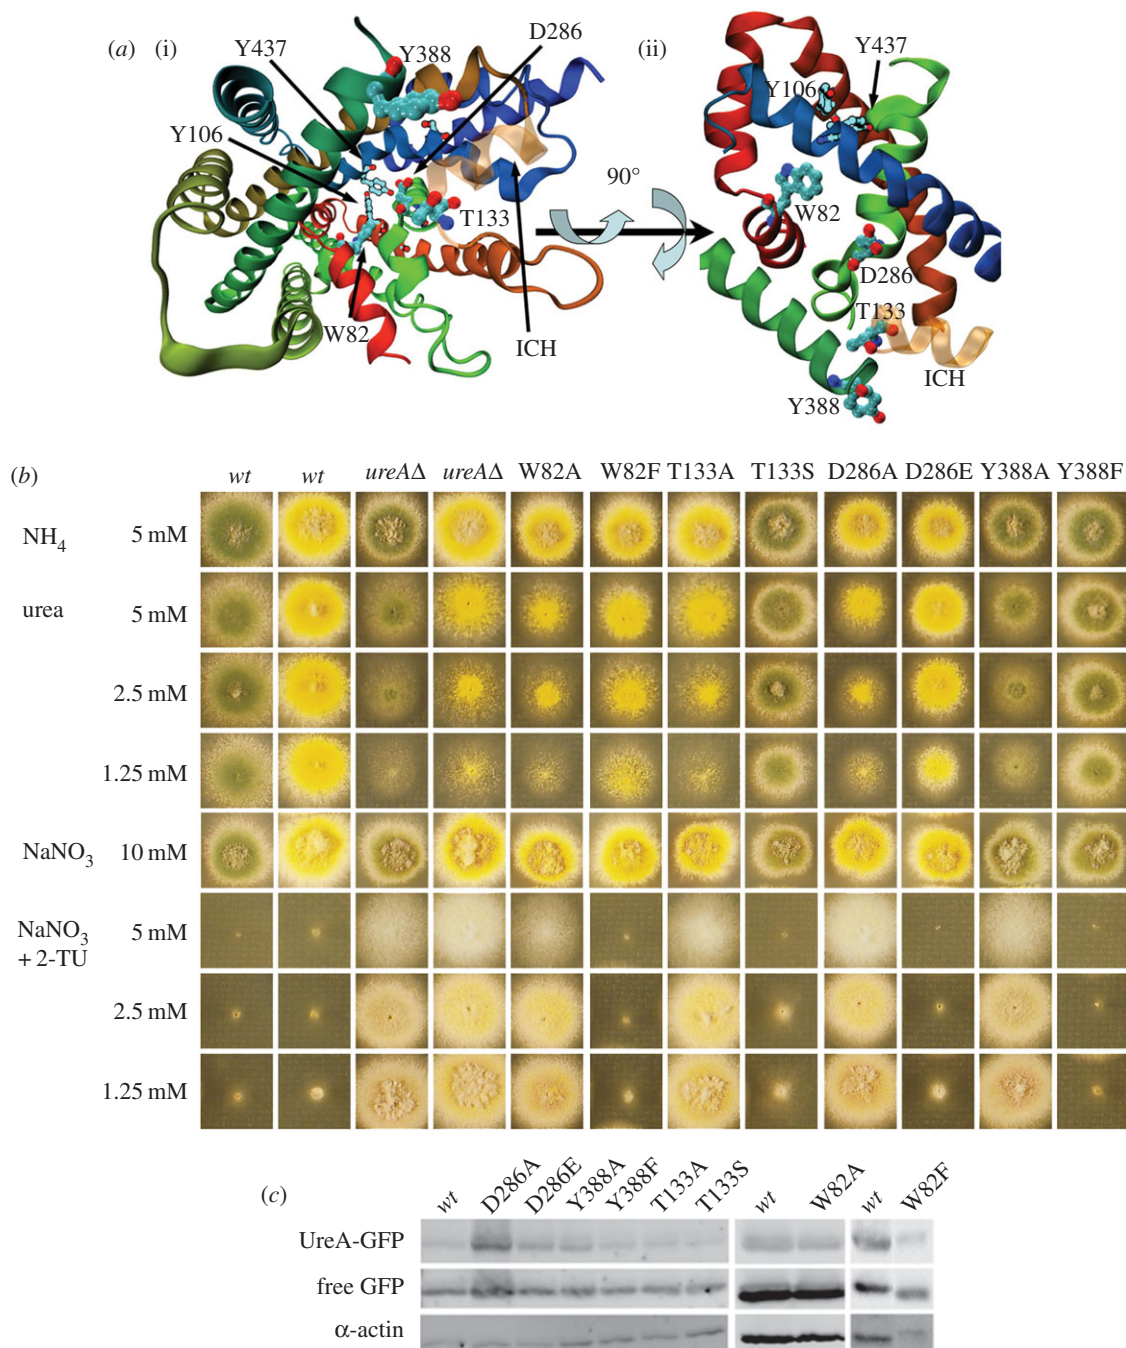 (a) (i) Y437 Y388 D286 (ii) Y437
Y106 Y106
90°
W82
T133 D286
T133
W82 ICH ICH
Y388
(b) wt wt ureAΔ ureAΔ W82A W82F T133A T133S D286A D286E Y388A Y388F
NH4 5 mM
urea 5 mM
2.5 mM
1.25 mM
NaNO3 10 mM
NaNO3 5 mM
+ 2-TU
2.5 mM
1.25 mM
(c) wt D286A D286E Y388A Y388F T133A T133S wt W82A wt W82F
UreA-GFP
free GFP
α-actin